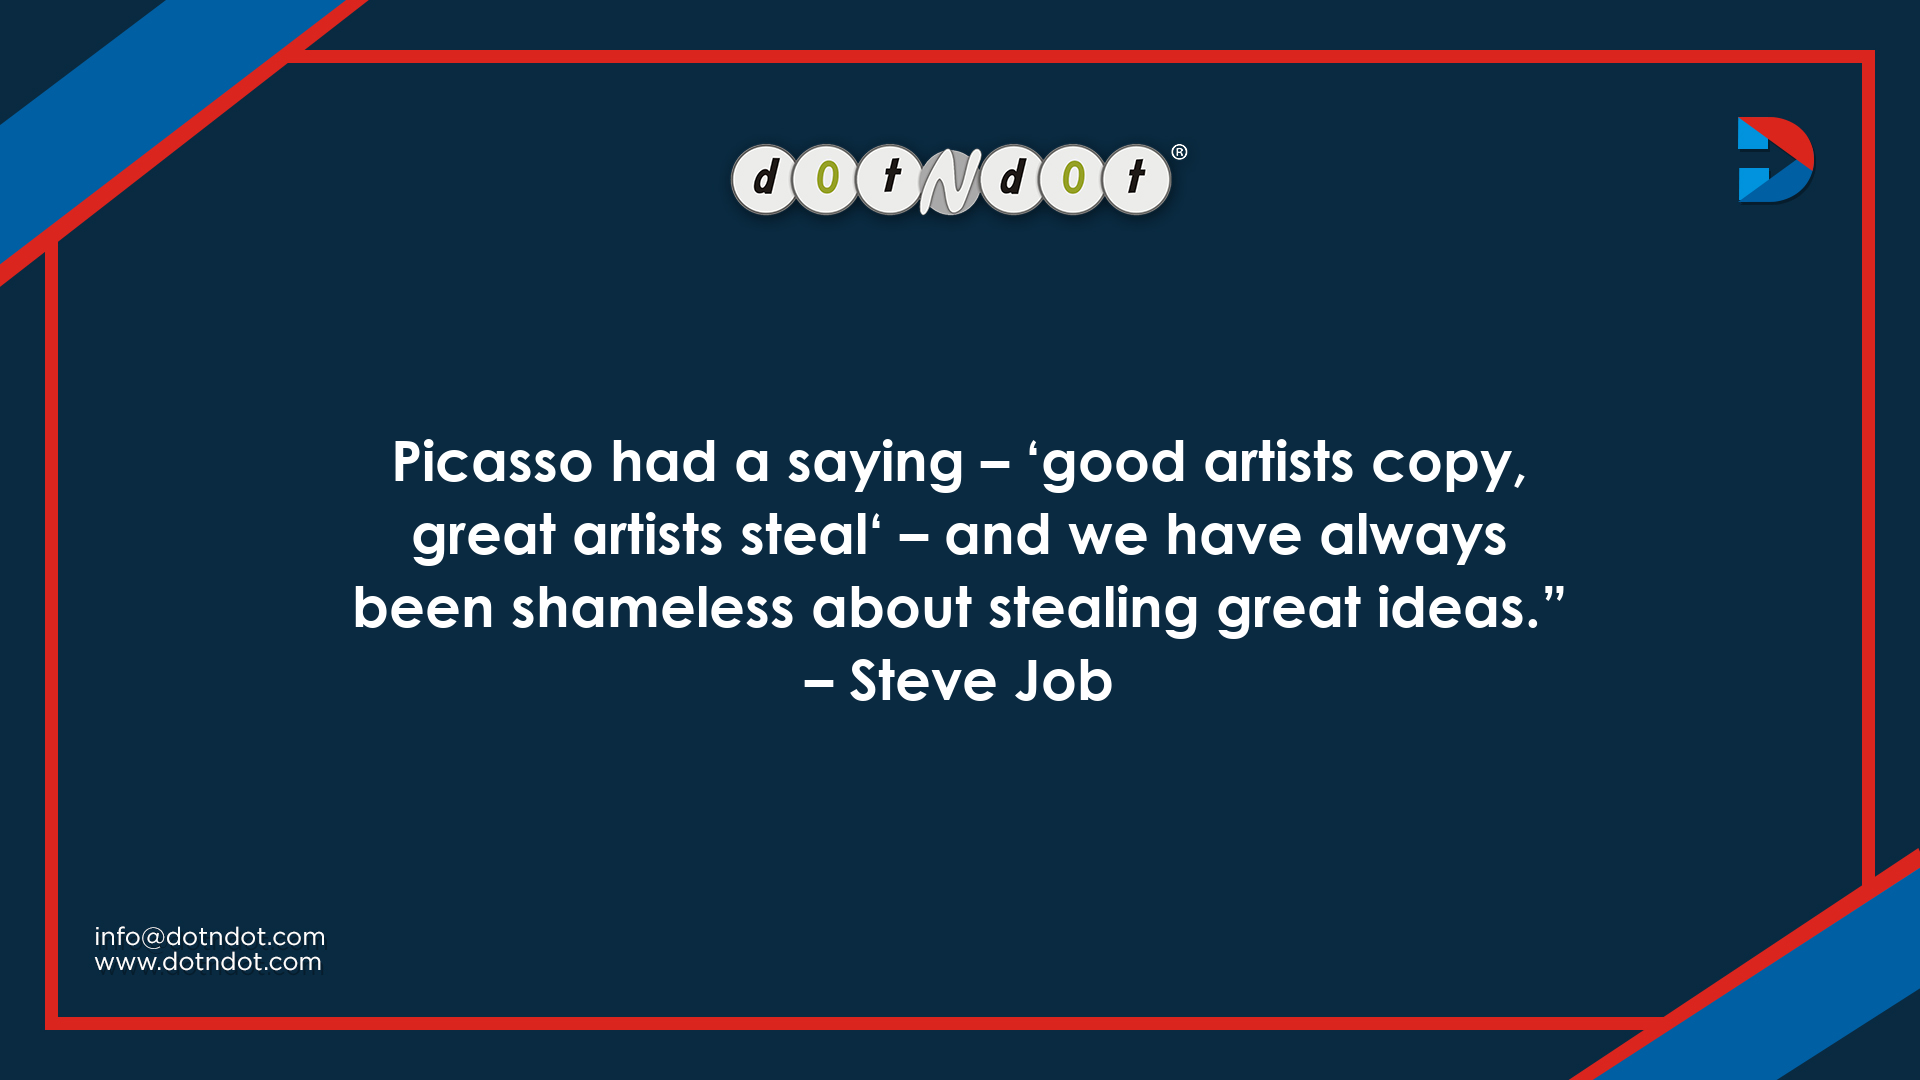 dotNdot®
Picasso had a saying – ‘good artists copy,
great artists steal‘ – and we have always
been shameless about stealing great ideas.”
– Steve Job
info@dotndot.com
www.dotndot.com